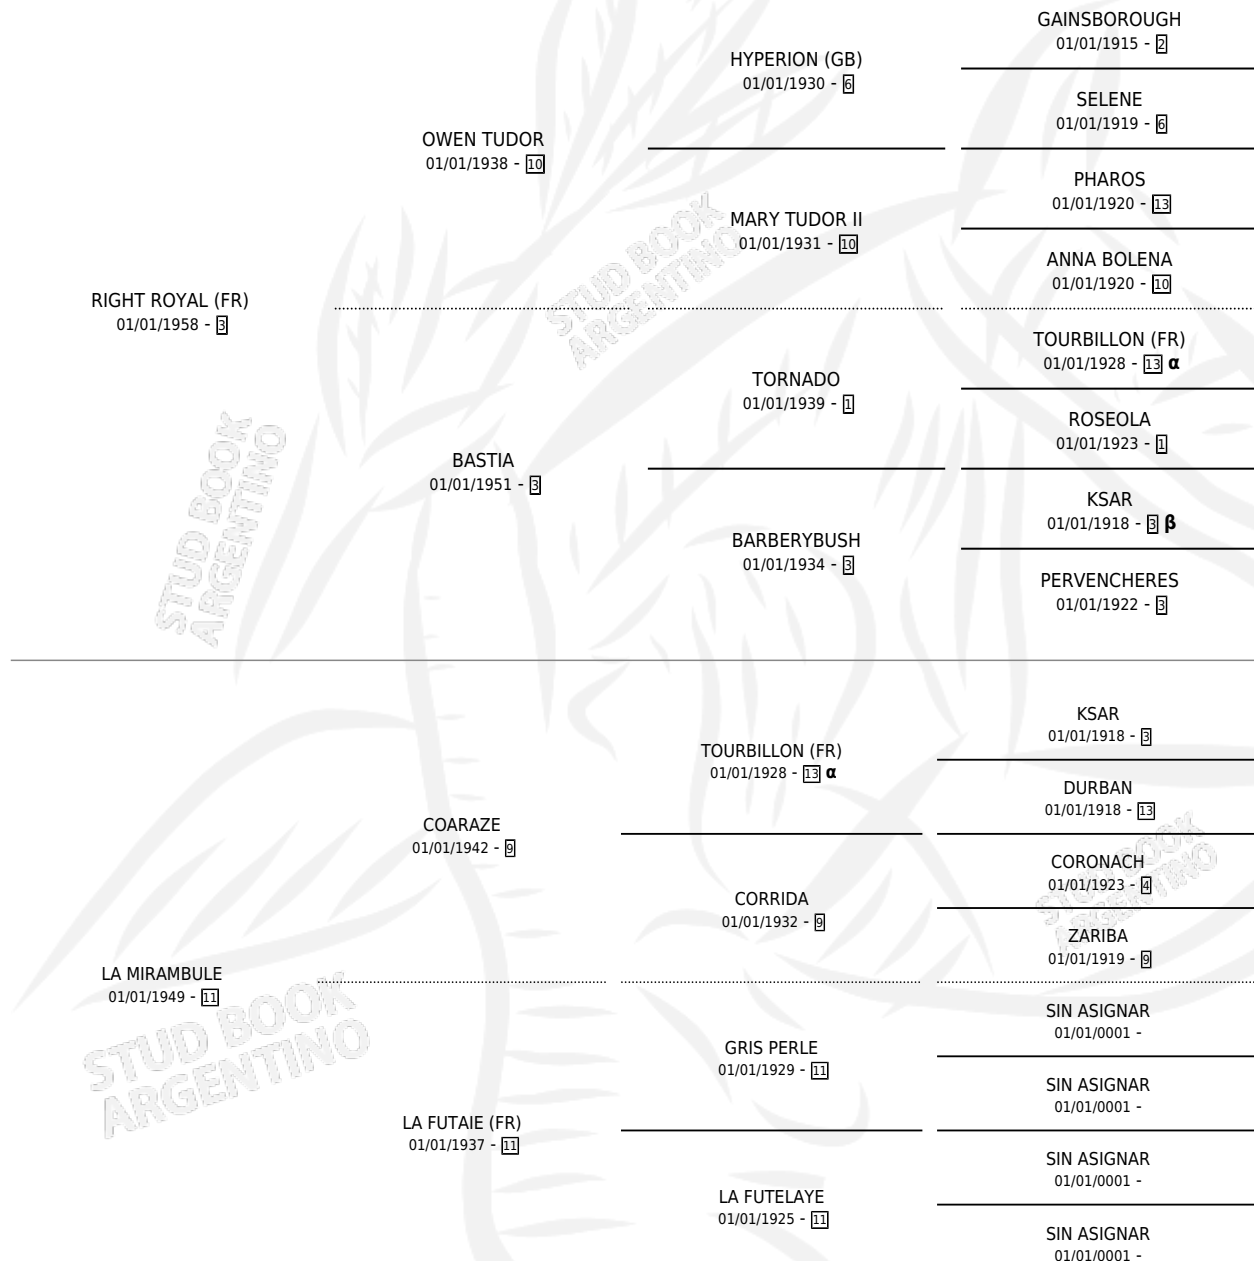 GAINSBOROUGH
01/01/1915 - 2
HYPERION (GB)
01/01/1930 - 6
SELENE
01/01/1919 - 6
OWEN TUDOR
01/01/1938 - 10
PHAROS
01/01/1920 - 13
MARY TUDOR II
01/01/1931 - 10
ANNA BOLENA
01/01/1920 - 10
RIGHT ROYAL (FR)
01/01/1958 - 3
TOURBILLON (FR)
01/01/1928 - 13 α
TORNADO
01/01/1939 - 1
ROSEOLA
01/01/1923 - 1
BASTIA
01/01/1951 - 3
KSAR
01/01/1918 - 3 β
BARBERYBUSH
01/01/1934 - 3
PERVENCHERES
01/01/1922 - 3
KSAR
01/01/1918 - 3
TOURBILLON (FR)
01/01/1928 - 13 α
DURBAN
01/01/1918 - 13
COARAZE
01/01/1942 - 9
CORONACH
01/01/1923 - 4
CORRIDA
01/01/1932 - 9
ZARIBA
01/01/1919 - 9
LA MIRAMBULE
01/01/1949 - 11
SIN ASIGNAR
01/01/0001 -
GRIS PERLE
01/01/1929 - 11
SIN ASIGNAR
01/01/0001 -
LA FUTAIE (FR)
01/01/1937 - 11
SIN ASIGNAR
01/01/0001 -
LA FUTELAYE
01/01/1925 - 11
SIN ASIGNAR
01/01/0001 -
STUD BOOK
ARGENTINO
STUD BOOK
ARGENTINO
STUD BOOK
ARGENTINO
STUD BOOK
ARGENTINO